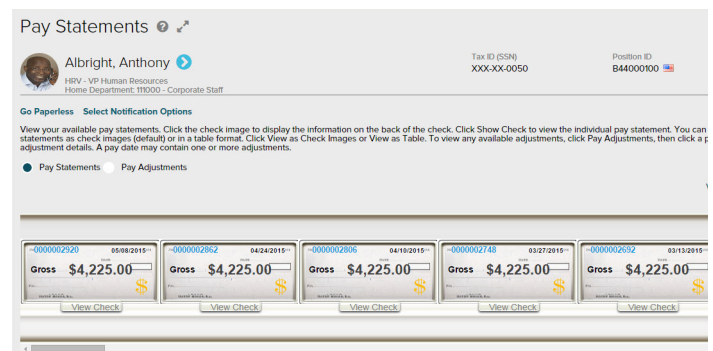 Pay Statements
Albright, Anthony
HRV - VP Human Resources
Home Department: 111000 - Corporate Staff
Tax ID (SSN)
XXX-XX-0050
Position ID
B44000100
Go Paperless Select Notification Options
View your available pay statements. Click the check image to display the information on the back of the check. Click Show Check to view the individual pay statement. You can
statements as check images (default) or in a table format. Click View as Check Images or View as Table. To view any available adjustments, click Pay Adjustments, then click a p
adjustment details. A pay date may contain one or more adjustments.
Pay Statements Pay Adjustments
0000002920 05/08/2015
Gross $4,225.00
$
View Check
0000002862 04/24/2015
Gross $4,225.00
$
View Check
0000002806 04/10/2015
Gross $4,225.00
$
View Check
0000002748 03/27/2015
Gross $4,225.00
$
View Check
0000002692 03/13/2015
Gross $4,225.00
$
View Check